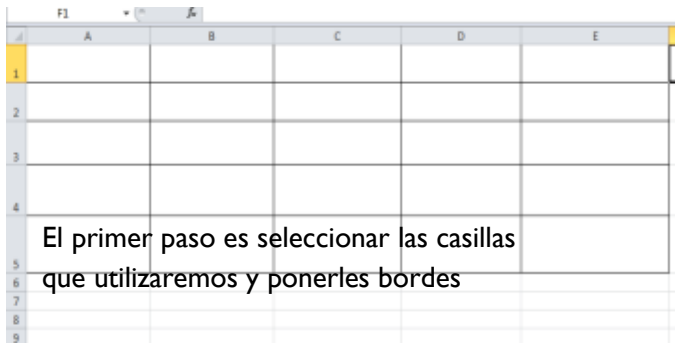 F1 fx
A B C D E
1
2
3
4
El primer paso es seleccionar las casillas
5
que utilizaremos y ponerles bordes
6
7
8
9